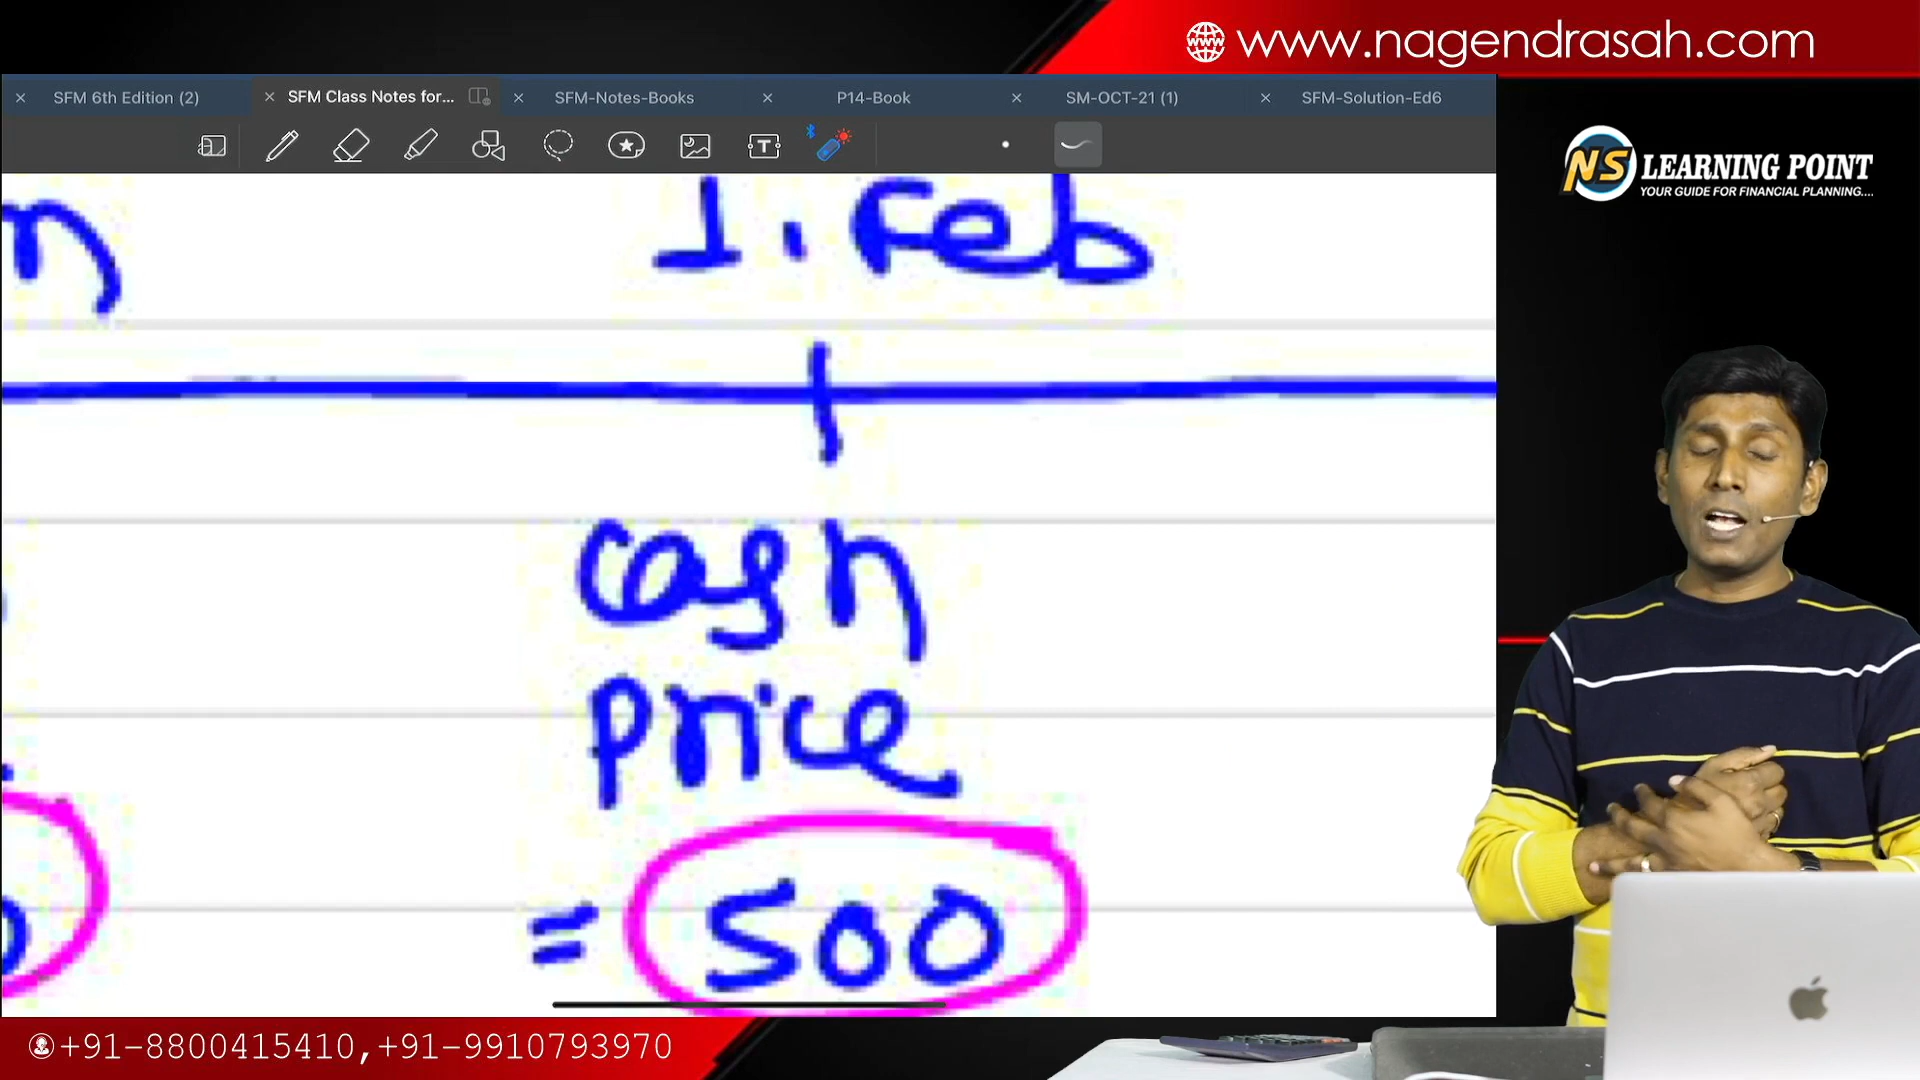 www.nagendrasah.com
SFM 6th Edition (2)
SFM Class Notes for...
SFM-Notes-Books
P14-Book
SM-OCT-21 (1)
SFM-Solution-Ed6
NS LEARNING POINT
YOUR GUIDE FOR FINANCIAL PLANNING....
1. Feb
cash
price
= 500
+91-8800415410,+91-9910793970